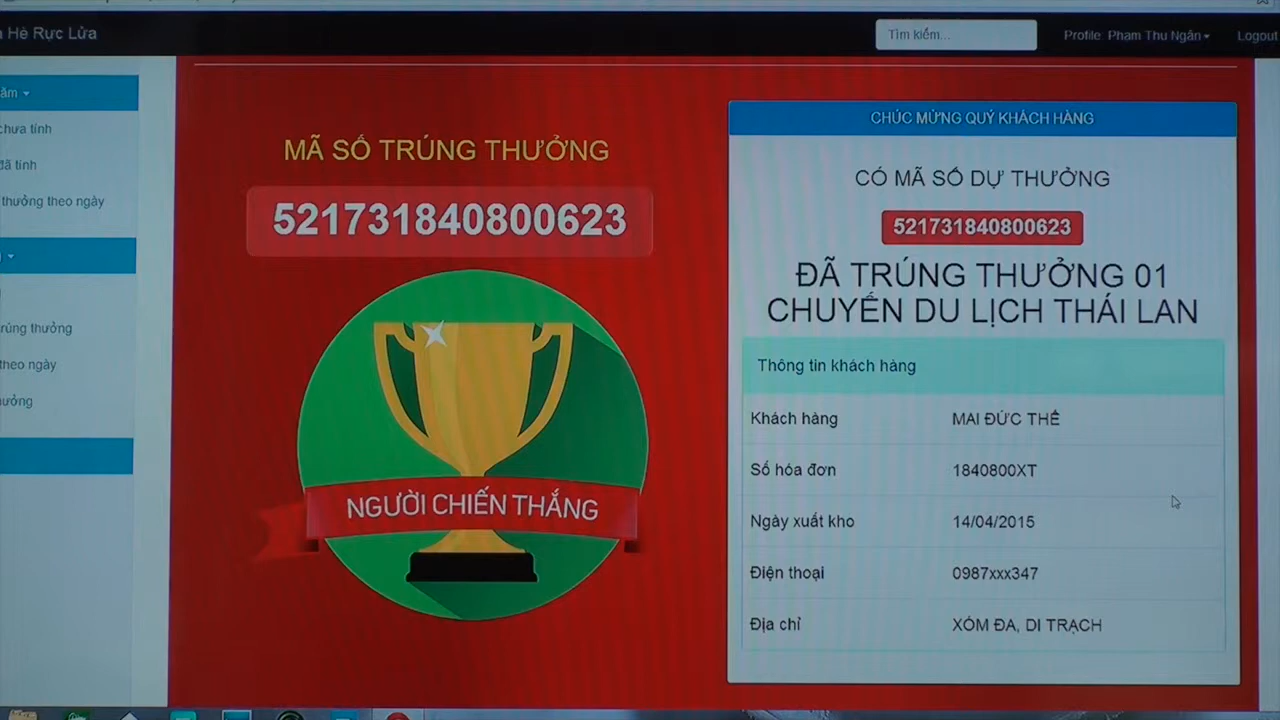 Hè Rực Lửa
Tìm kiếm...
Profile: Phạm Thu Ngân
Logout
chưa tính
đã tính
thưởng theo ngày
trúng thưởng
theo ngày
MÃ SỐ TRÚNG THƯỞNG
521731840800623
NGƯỜI CHIẾN THẮNG
CHÚC MỪNG QUÝ KHÁCH HÀNG
CÓ MÃ SỐ DỰ THƯỞNG
521731840800623
ĐÃ TRÚNG THƯỞNG 01
CHUYẾN DU LỊCH THÁI LAN
Thông tin khách hàng
Khách hàng MAI ĐỨC THẾ
Số hóa đơn 1840800XT
Ngày xuất kho 14/04/2015
Điện thoại 0987xxx347
Địa chỉ XÓM ĐA, DI TRẠCH